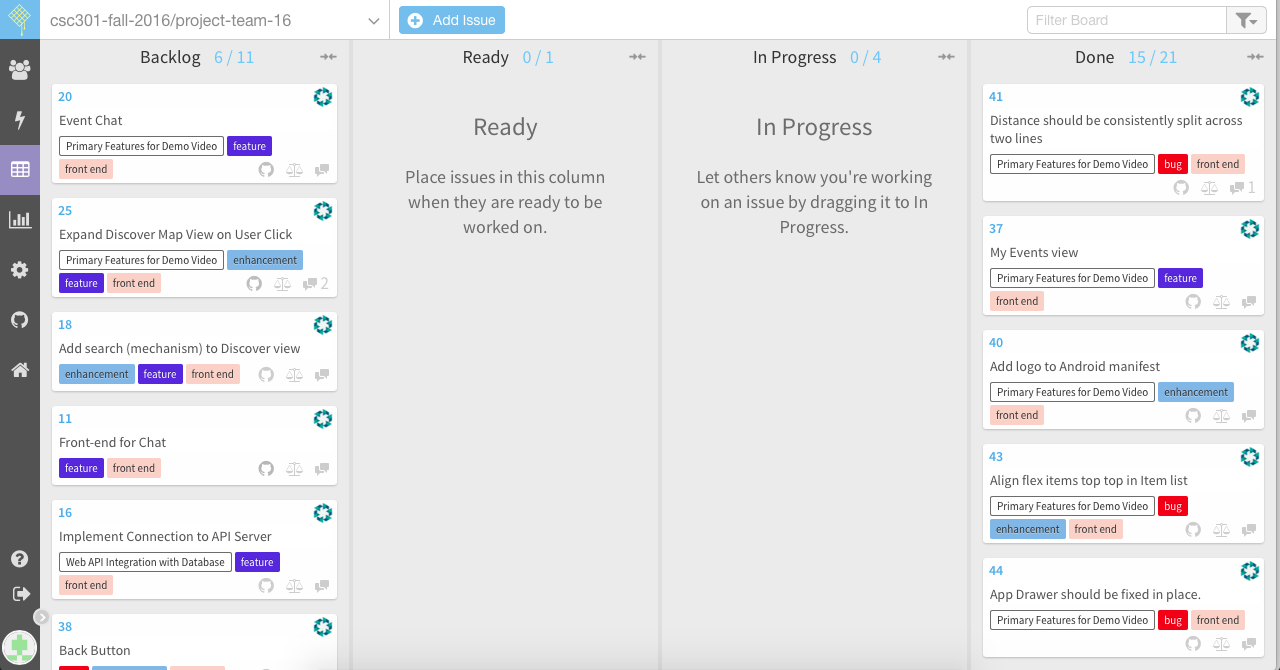 csc301-fall-2016/project-team-16
Add Issue
Filter Board
Backlog 6 / 11
20
Event Chat
Primary Features for Demo Video feature
front end
25
Expand Discover Map View on User Click
Primary Features for Demo Video enhancement
feature front end 2
18
Add search (mechanism) to Discover view
enhancement feature front end
11
Front-end for Chat
feature front end
16
Implement Connection to API Server
Web API Integration with Database feature
front end
38
Back Button
Ready 0 / 1
Ready
Place issues in this column
when they are ready to be
worked on.
In Progress 0 / 4
In Progress
Let others know you're working
on an issue by dragging it to In
Progress.
Done 15 / 21
41
Distance should be consistently split across
two lines
Primary Features for Demo Video bug front end
1
37
My Events view
Primary Features for Demo Video feature
front end
40
Add logo to Android manifest
Primary Features for Demo Video enhancement
front end
43
Align flex items top top in Item list
Primary Features for Demo Video bug
enhancement front end
44
App Drawer should be fixed in place.
Primary Features for Demo Video bug front end